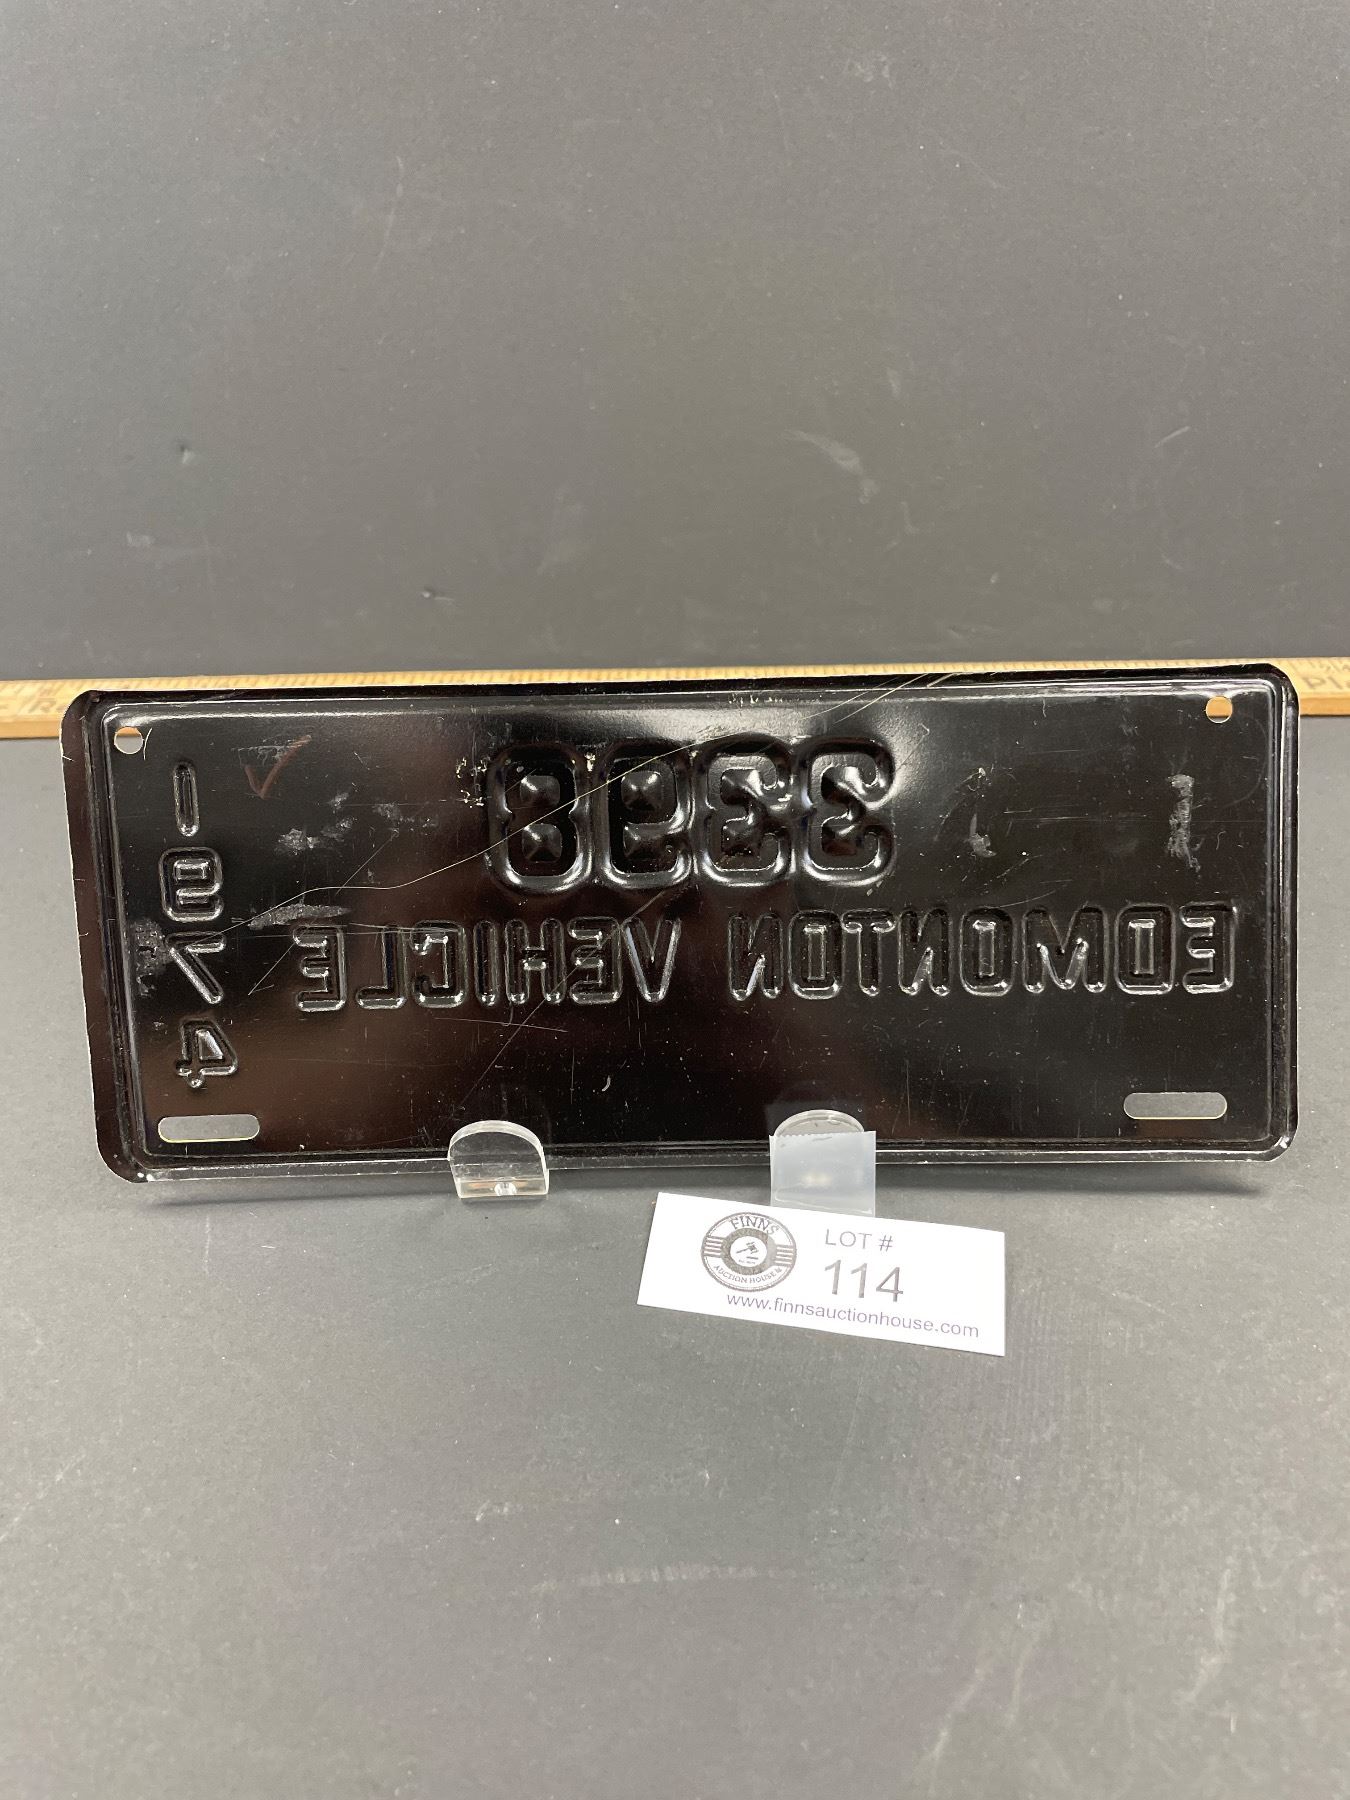 3398
EDMONTON VEHICLE
1974
FINNS
AUCTION HOUSE
LOT #
114
www.finnsauctionhouse.com